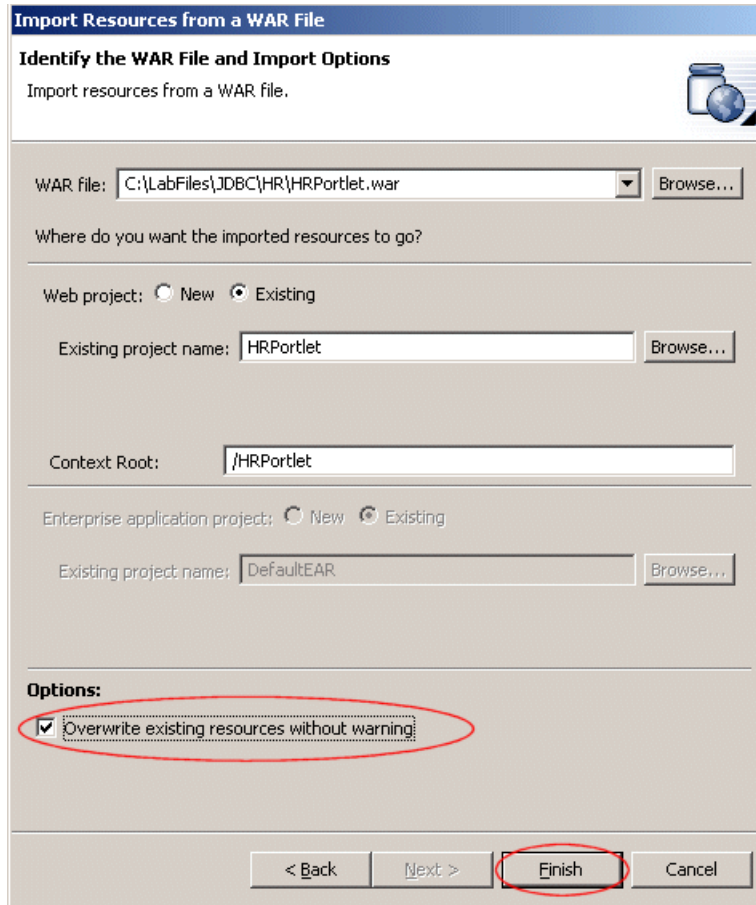 Import Resources from a WAR File
Identify the WAR File and Import Options
Import resources from a WAR file.
WAR file: C:\LabFiles\JDBC\HR\HRPortlet.war Browse...
Where do you want the imported resources to go?
Web project: New Existing
Existing project name: HRPortlet Browse...
Context Root: /HRPortlet
Enterprise application project: New Existing
Existing project name: DefaultEAR Browse...
Options:
Overwrite existing resources without warning
< Back Next > Finish Cancel